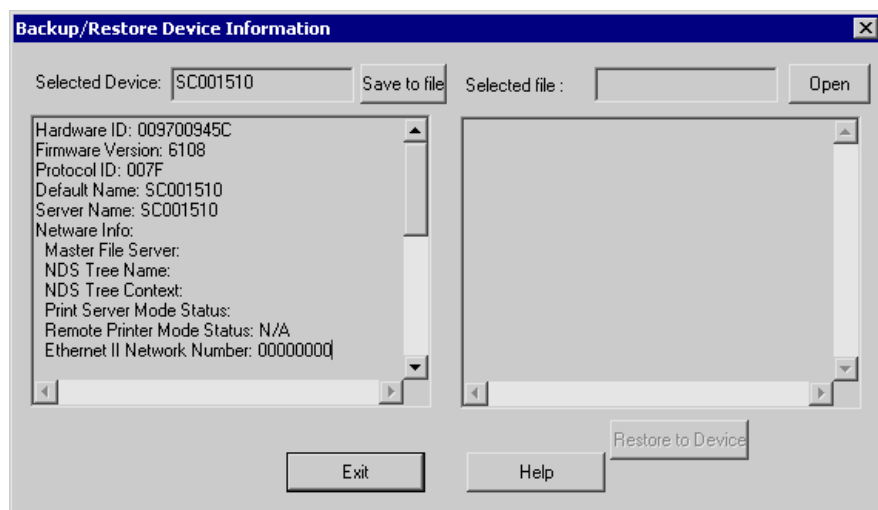 Backup/Restore Device Information
Selected Device: SC001510 Save to file Selected file : Open
Hardware ID: 009700945C
Firmware Version: 6108
Protocol ID: 007F
Default Name: SC001510
Server Name: SC001510
Netware Info:
Master File Server:
NDS Tree Name:
NDS Tree Context:
Print Server Mode Status:
Remote Printer Mode Status: N/A
Ethernet II Network Number: 00000000
Restore to Device
Exit Help